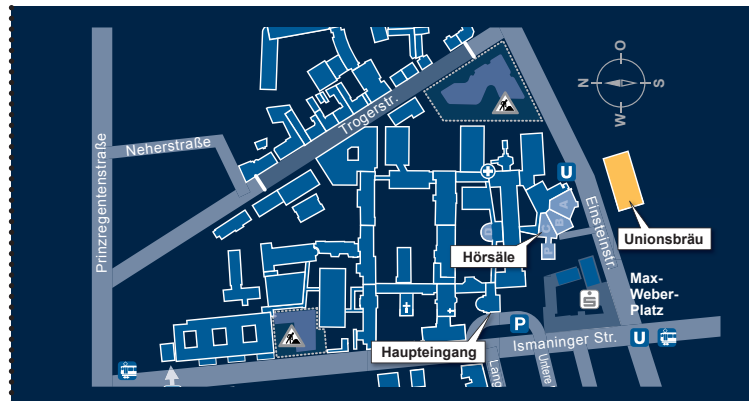 O
N
S
W
Trogerstr.
Neherstraße
Prinzregentenstraße
U
A
B
C
D
P
Einsteinstr.
Unionsbräu
Hörsäle
Max-
Weber-
Platz
S
P
Haupteingang
Ismaninger Str.
U
Lang
Untere